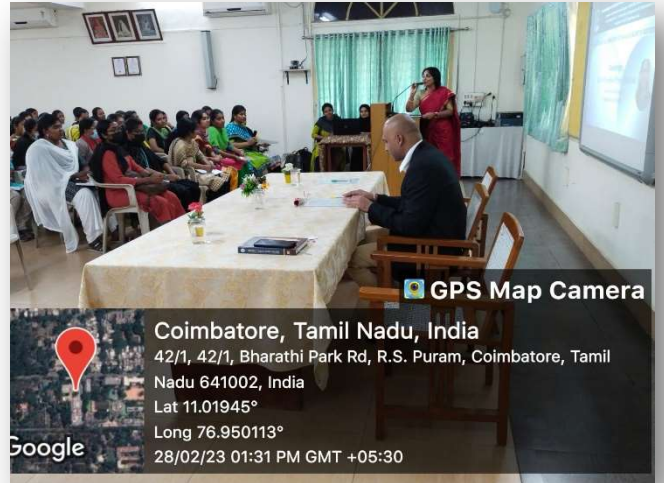 GPS Map Camera
Coimbatore, Tamil Nadu, India
42/1, 42/1, Bharathi Park Rd, R.S. Puram, Coimbatore, Tamil
Nadu 641002, India
Lat 11.01945°
Long 76.950113°
28/02/23 01:31 PM GMT +05:30
Google